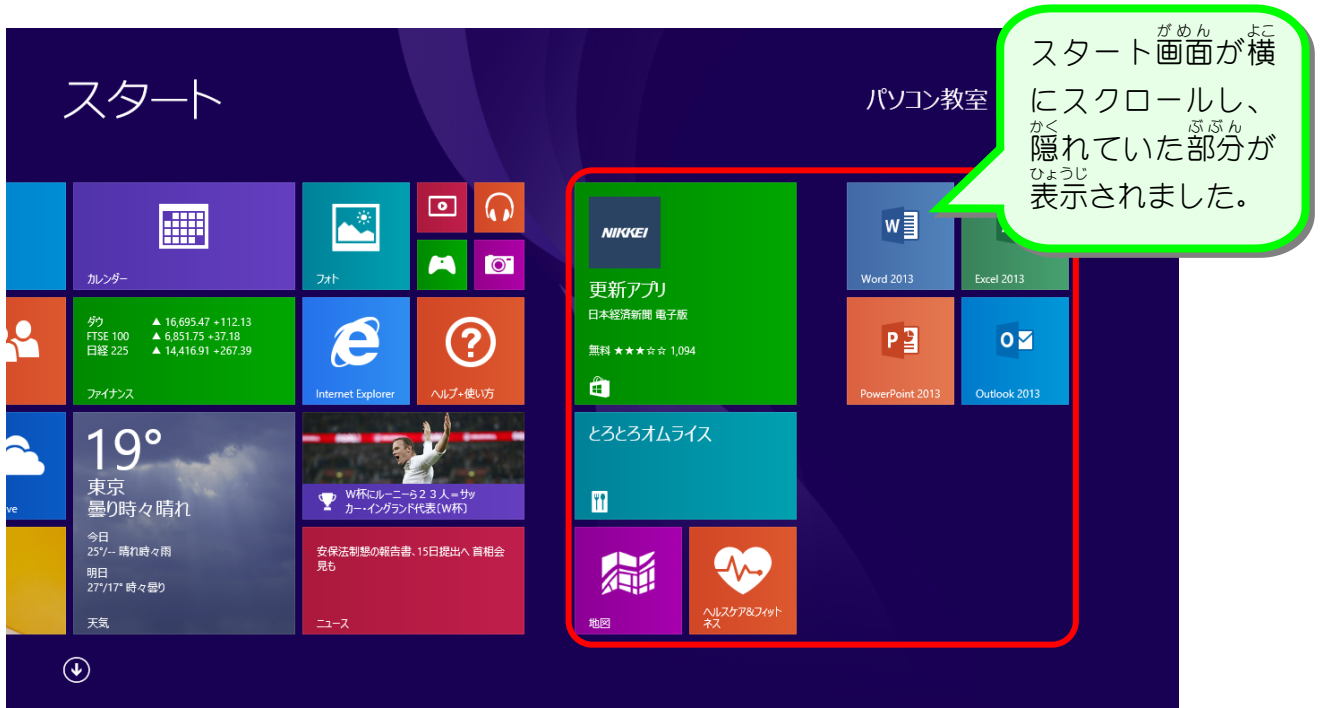 スタート
パソコン教室
スタート画面が横
がめん よこ
にスクロールし、
隠れていた部分が
かく ぶぶん
表示されました。
ひょうじ
カレンダー
フォト
ダウ ▲ 16,695.47 +112.13
FTSE 100 ▲ 6,851.75 +37.18
日経 225 ▲ 14,416.91 +267.39
ファイナンス
Internet Explorer
ヘルプ+使い方
ve
19°
東京
曇り時々晴れ
今日
25°/-- 晴れ時々雨
明日
27°/17° 時々曇り
天気
W杯にルーニーら２３人＝サッ
カー・イングランド代表〔W杯〕
安保法制懇の報告書、15日提出へ 首相会
見も
ニュース
NIKKEI
更新アプリ
日本経済新聞 電子版
無料 ★★★☆☆ 1,094
とろとろオムライス
地図
ヘルスケア&フィット
ネス
W
Word 2013
Excel 2013
P
PowerPoint 2013
O
Outlook 2013